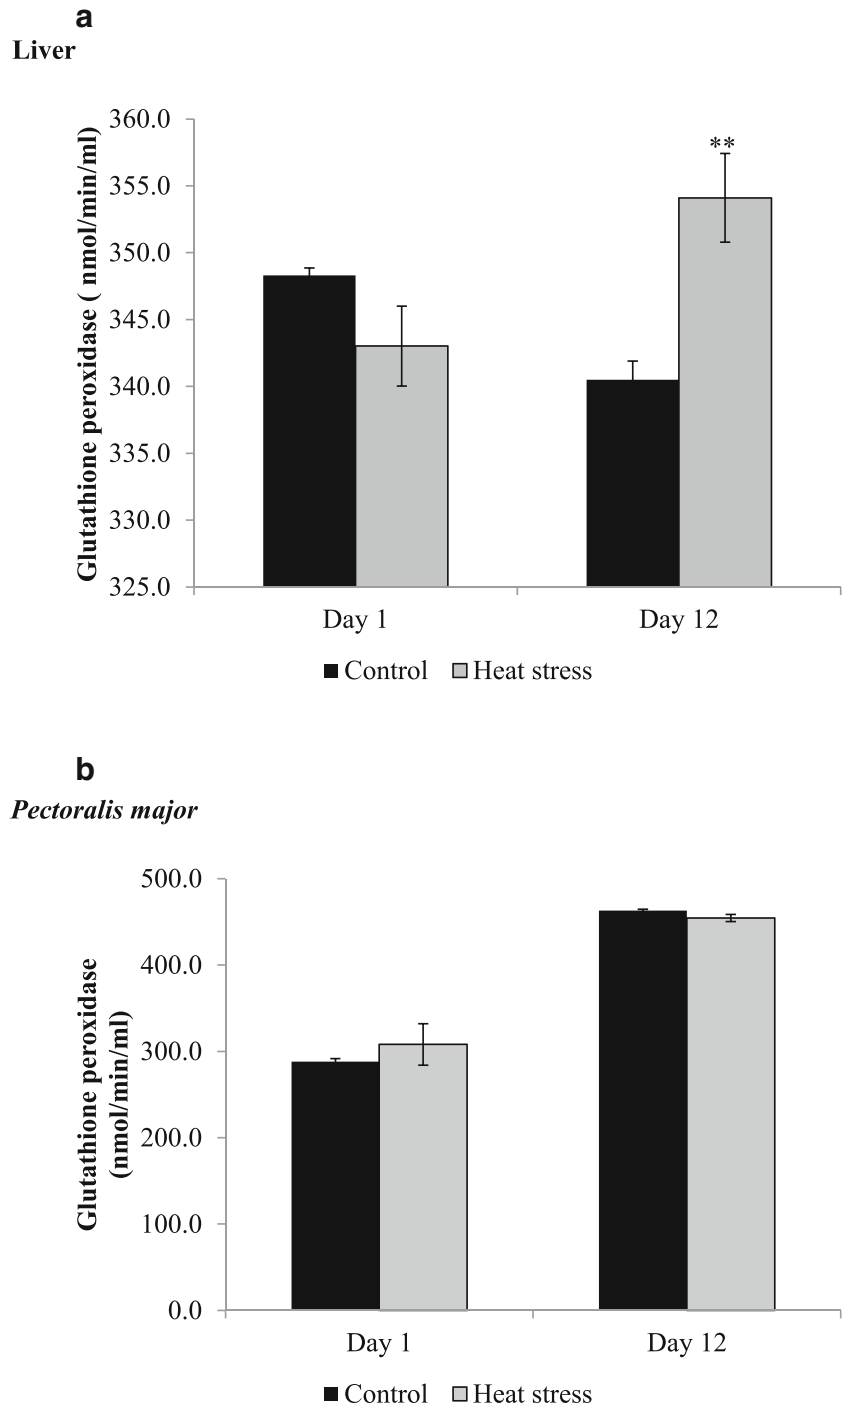 a
Liver
Glutathione peroxidase ( nmol/min/ml)
360.0
355.0
350.0
345.0
340.0
335.0
330.0
325.0
**
Day 1
Day 12
Control
Heat stress
b
Pectoralis major
Glutathione peroxidase
(nmol/min/ml)
500.0
400.0
300.0
200.0
100.0
0.0
Day 1
Day 12
Control
Heat stress